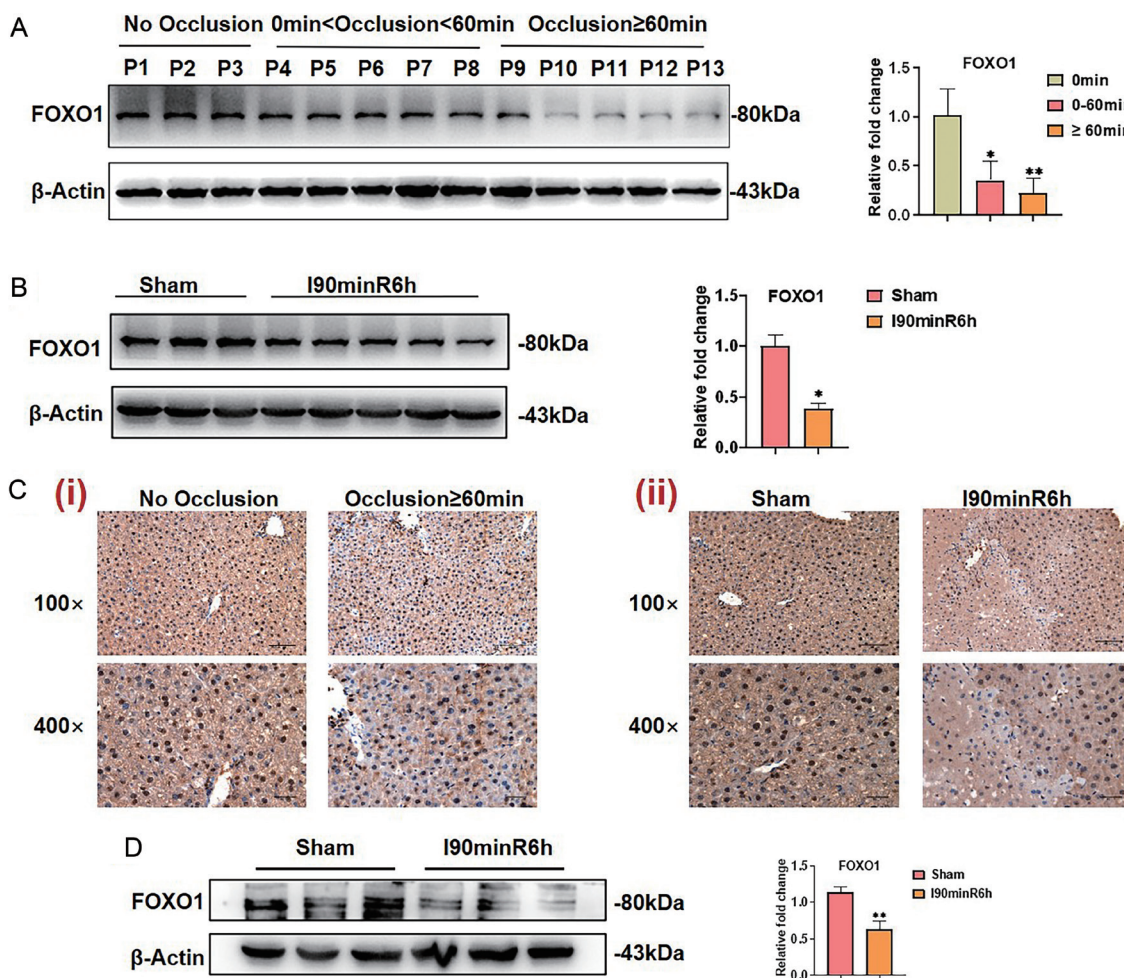 A
No Occlusion 0min<Occlusion<60min Occlusion≥60min
P1 P2 P3 P4 P5 P6 P7 P8 P9 P10 P11 P12 P13
FOXO1 -80kDa
β-Actin -43kDa
FOXO1
Relative fold change
1.5
1.0
0.5
0.0
*
**
0min
0-60min
≥ 60min
B
Sham I90minR6h
FOXO1 -80kDa
β-Actin -43kDa
FOXO1
Relative fold change
1.5
1.0
0.5
0.0
*
Sham
I90minR6h
C (i) (ii)
No Occlusion Occlusion≥60min Sham I90minR6h
100× 100×
400× 400×
D
Sham I90minR6h
FOXO1 -80kDa
β-Actin -43kDa
FOXO1
Relative fold change
1.5
1.0
0.5
0.0
**
Sham
I90minR6h